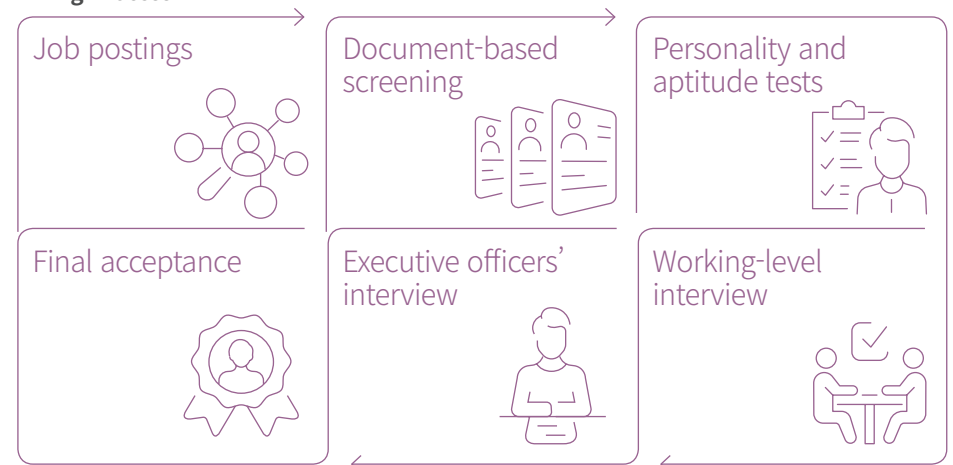 Job postings
Document-based
screening
Personality and
aptitude tests
Final acceptance
Executive officers’
interview
Working-level
interview